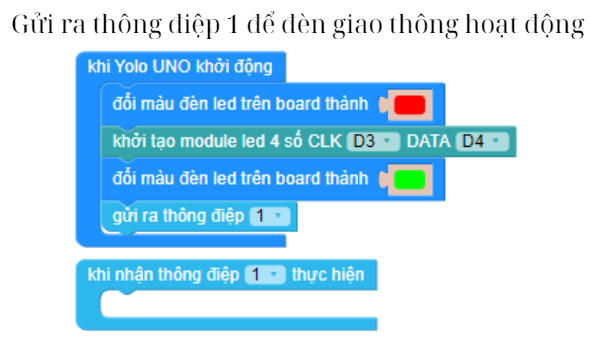 Gửi ra thông điệp 1 để đèn giao thông hoạt động
khi Yolo UNO khởi động
đổi màu đèn led trên board thành
khởi tạo module led 4 số CLK D3 DATA D4
đổi màu đèn led trên board thành
gửi ra thông điệp 1
khi nhận thông điệp 1 thực hiện